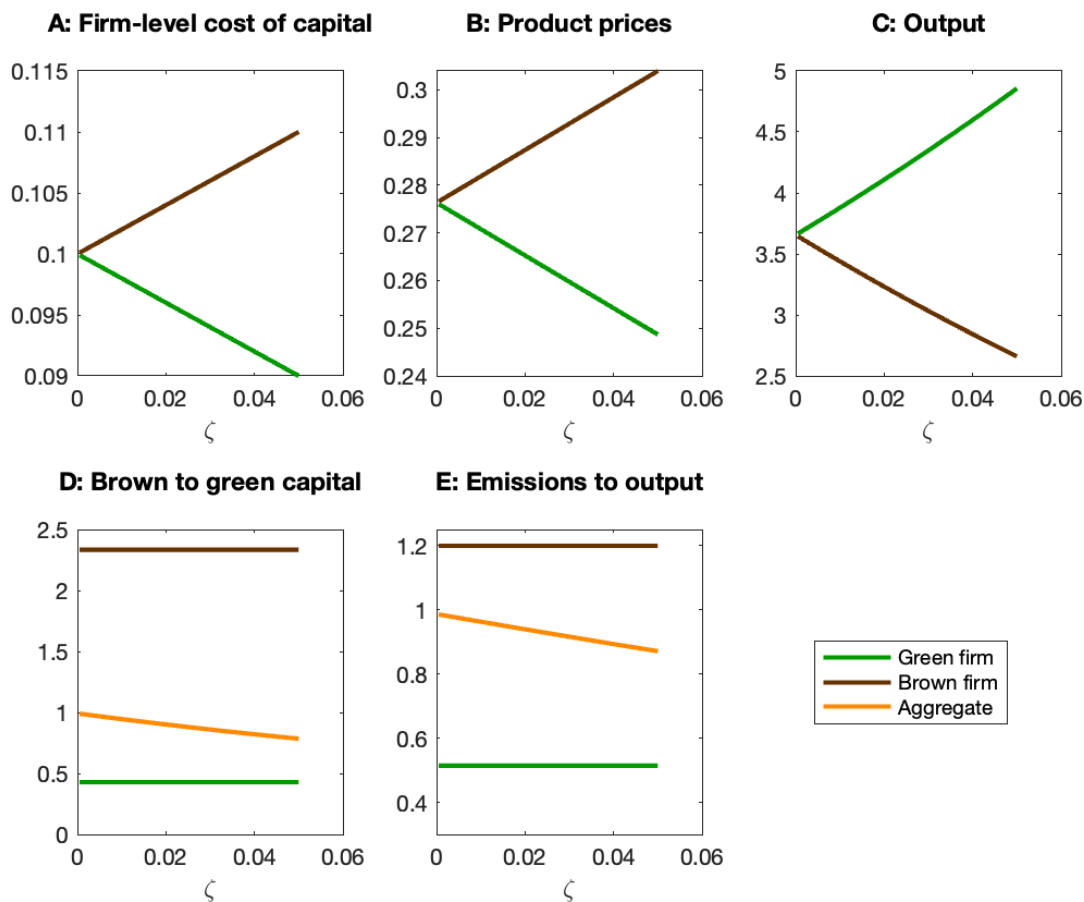 A: Firm-level cost of capital
0.115
0.11
0.105
0.1
0.095
0.09
0 0.02 0.04 0.06
ζ
B: Product prices
0.3
0.29
0.28
0.27
0.26
0.25
0.24
0 0.02 0.04 0.06
ζ
C: Output
5
4.5
4
3.5
3
2.5
0 0.02 0.04 0.06
ζ
D: Brown to green capital
2.5
2
1.5
1
0.5
0
0 0.02 0.04 0.06
ζ
E: Emissions to output
1.2
1
0.8
0.6
0.4
0 0.02 0.04 0.06
ζ
Green firm
Brown firm
Aggregate